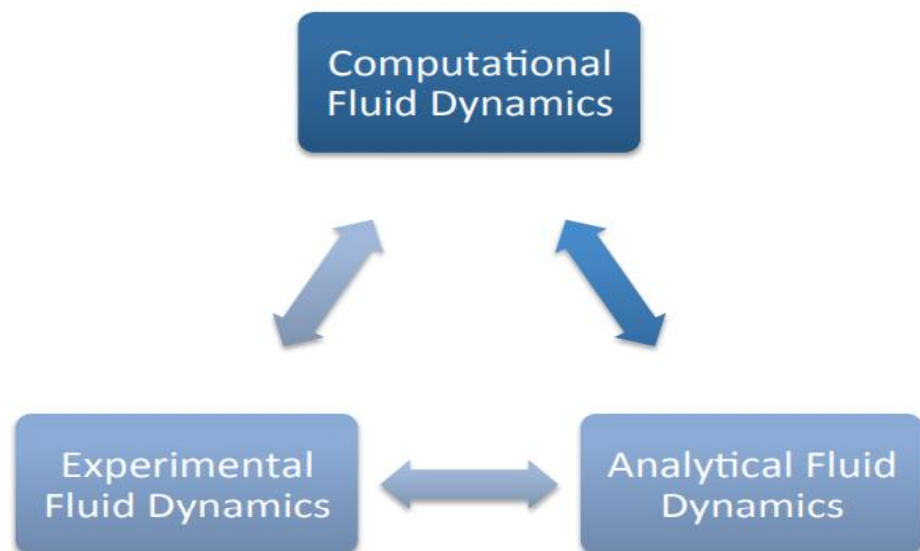 Computational
Fluid Dynamics
Experimental
Fluid Dynamics
Analytical Fluid
Dynamics